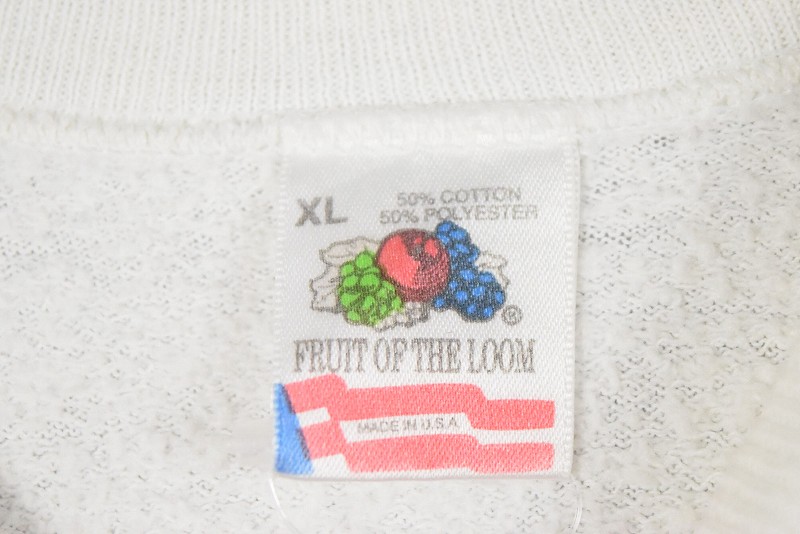 XL
50% COTTON
50% POLYESTER
®
FRUIT OF THE LOOM
MADE IN U.S.A.